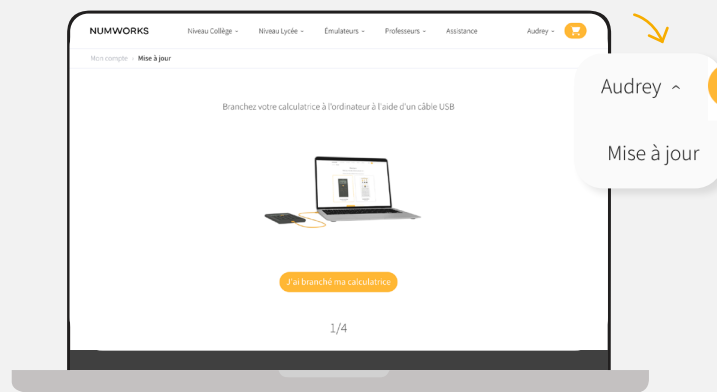 NUMWORKS
Niveau Collège Niveau Lycée Émulateurs Professeurs Assistance Audrey
Mon compte > Mise à jour
Branchez votre calculatrice à l'ordinateur à l'aide d'un câble USB
J'ai branché ma calculatrice
1/4
Audrey
Mise à jour